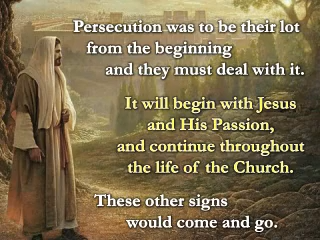 Persecution was to be their lot
from the beginning
and they must deal with it.
It will begin with Jesus
and His Passion,
and continue throughout
the life of the Church.
These other signs
would come and go.